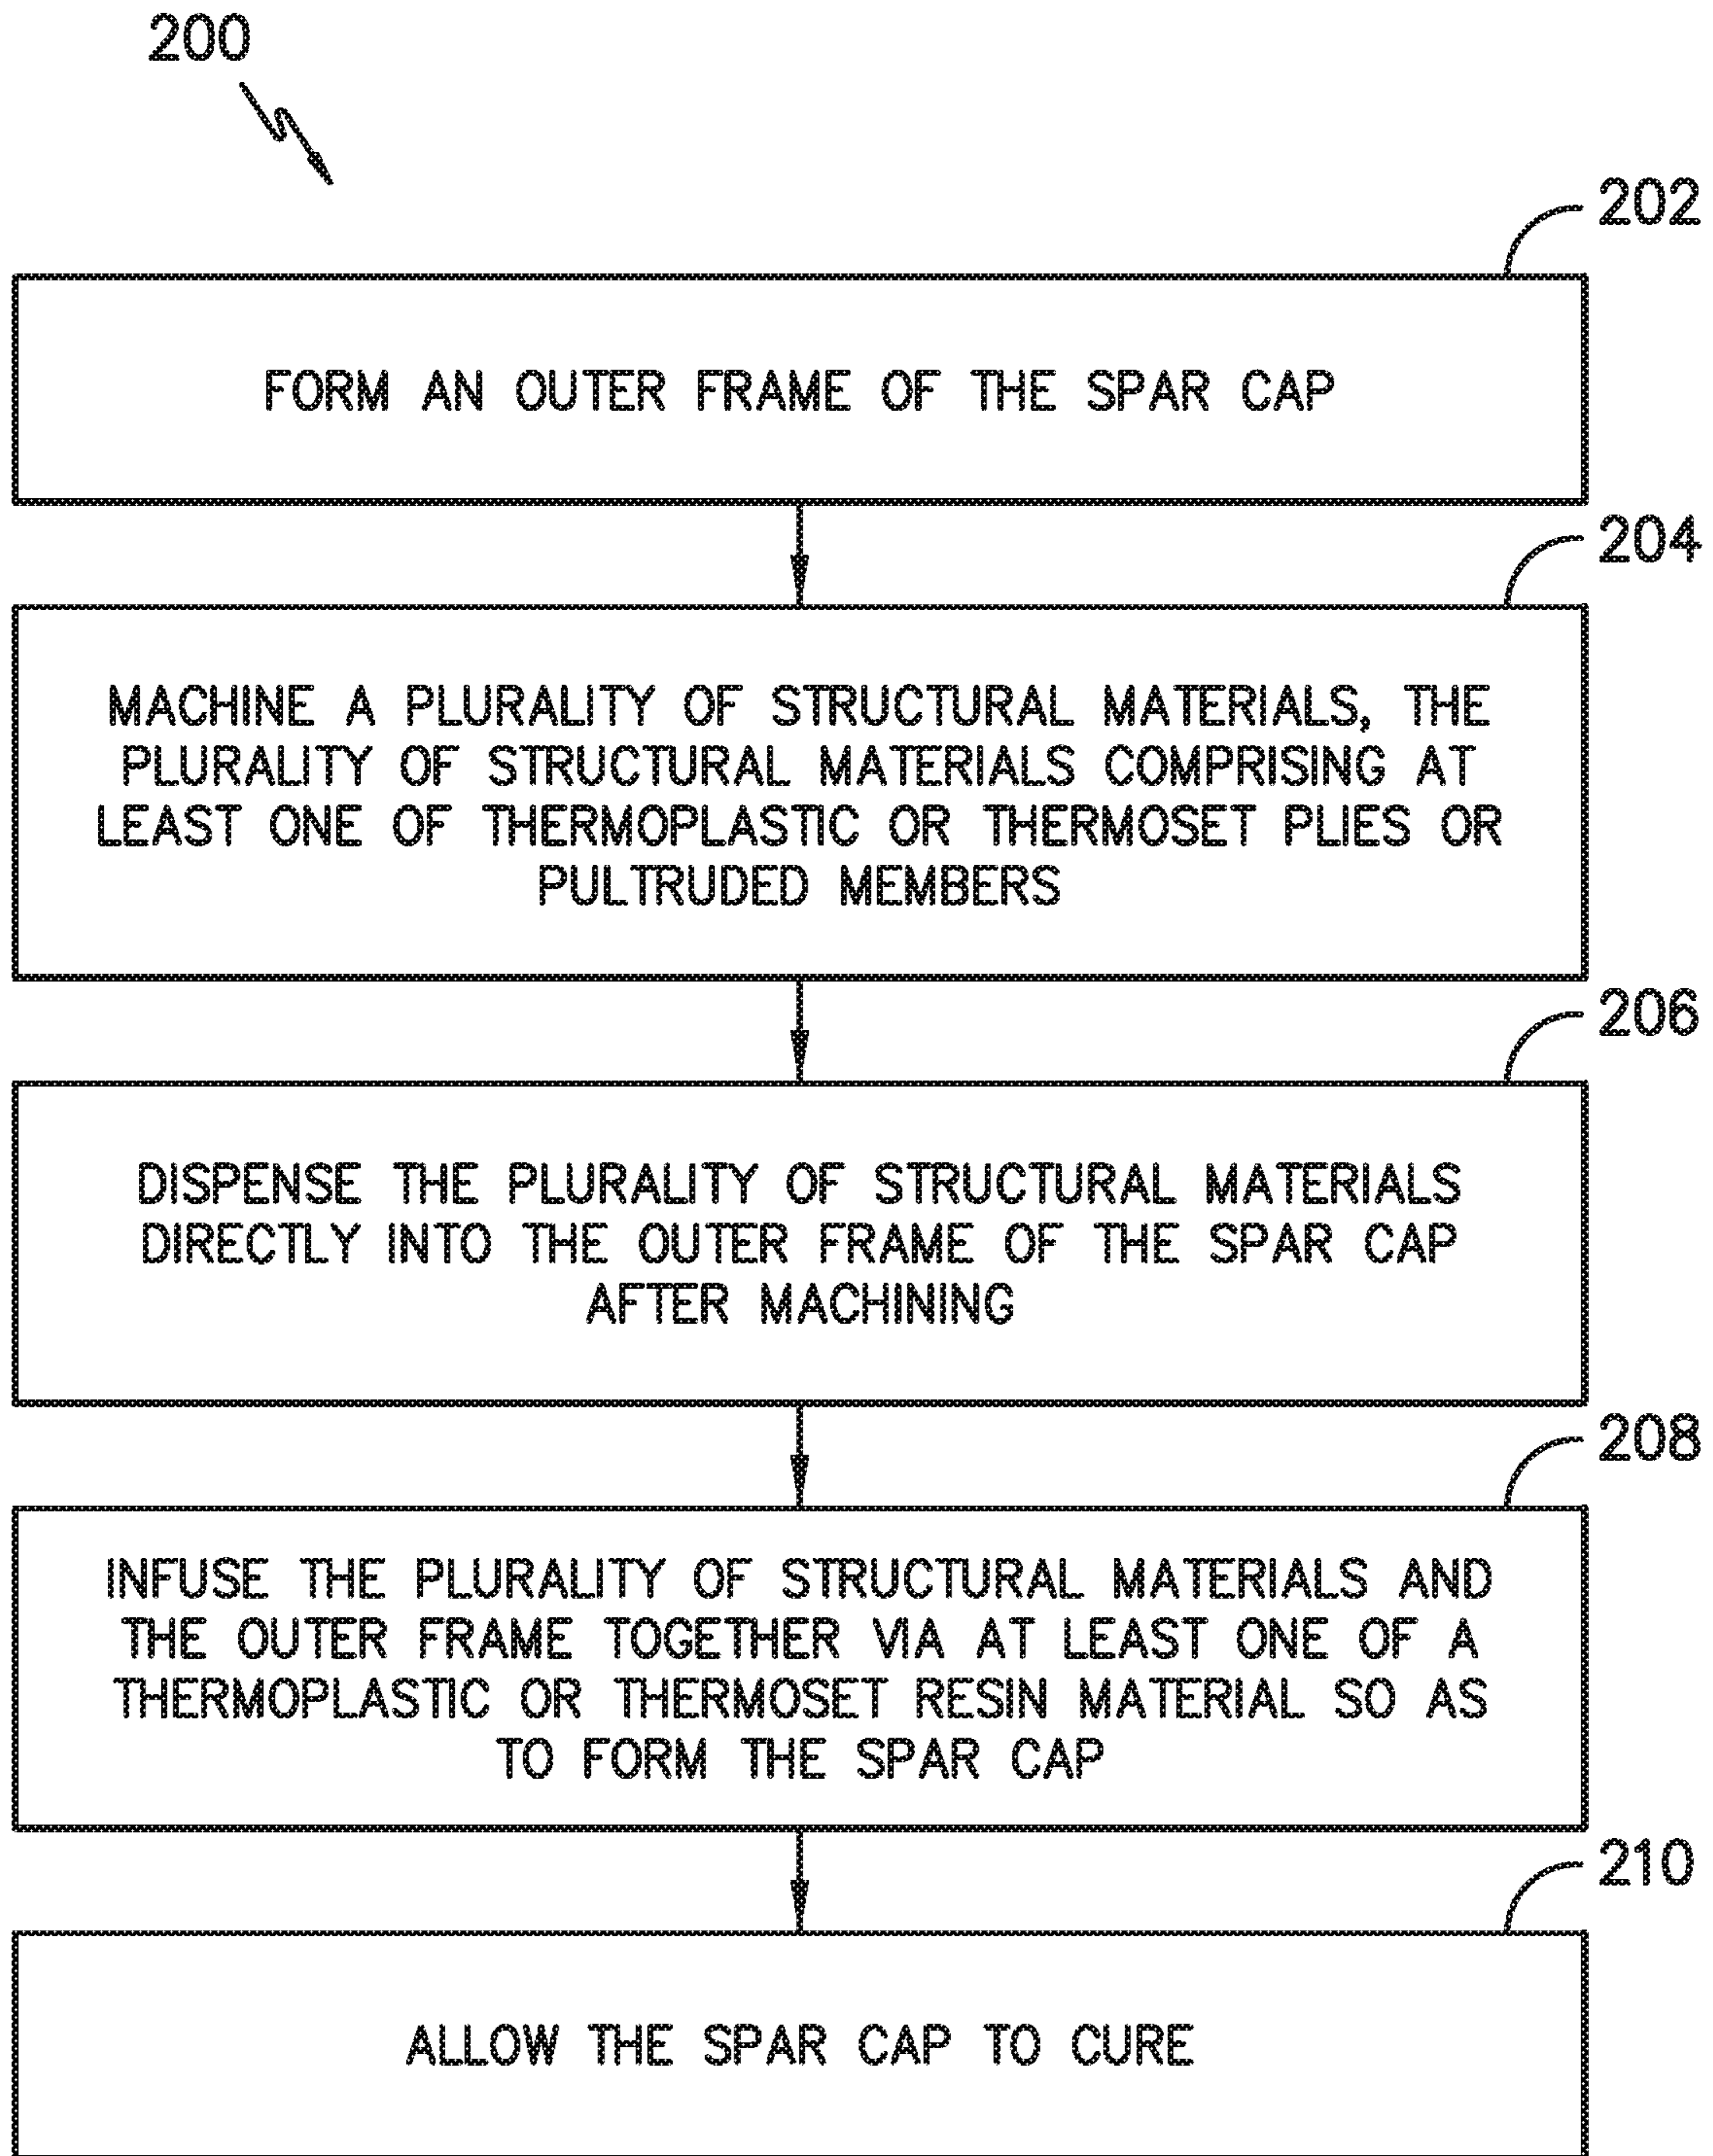 200
202
FORM AN OUTER FRAME OF THE SPAR CAP
204
MACHINE A PLURALITY OF STRUCTURAL MATERIALS, THE
PLURALITY OF STRUCTURAL MATERIALS COMPRISING AT
LEAST ONE OF THERMOPLASTIC OR THERMOSET PLIES OR
PULTRUDED MEMBERS
206
DISPENSE THE PLURALITY OF STRUCTURAL MATERIALS
DIRECTLY INTO THE OUTER FRAME OF THE SPAR CAP
AFTER MACHINING
208
INFUSE THE PLURALITY OF STRUCTURAL MATERIALS AND
THE OUTER FRAME TOGETHER VIA AT LEAST ONE OF A
THERMOPLASTIC OR THERMOSET RESIN MATERIAL SO AS
TO FORM THE SPAR CAP
210
ALLOW THE SPAR CAP TO CURE